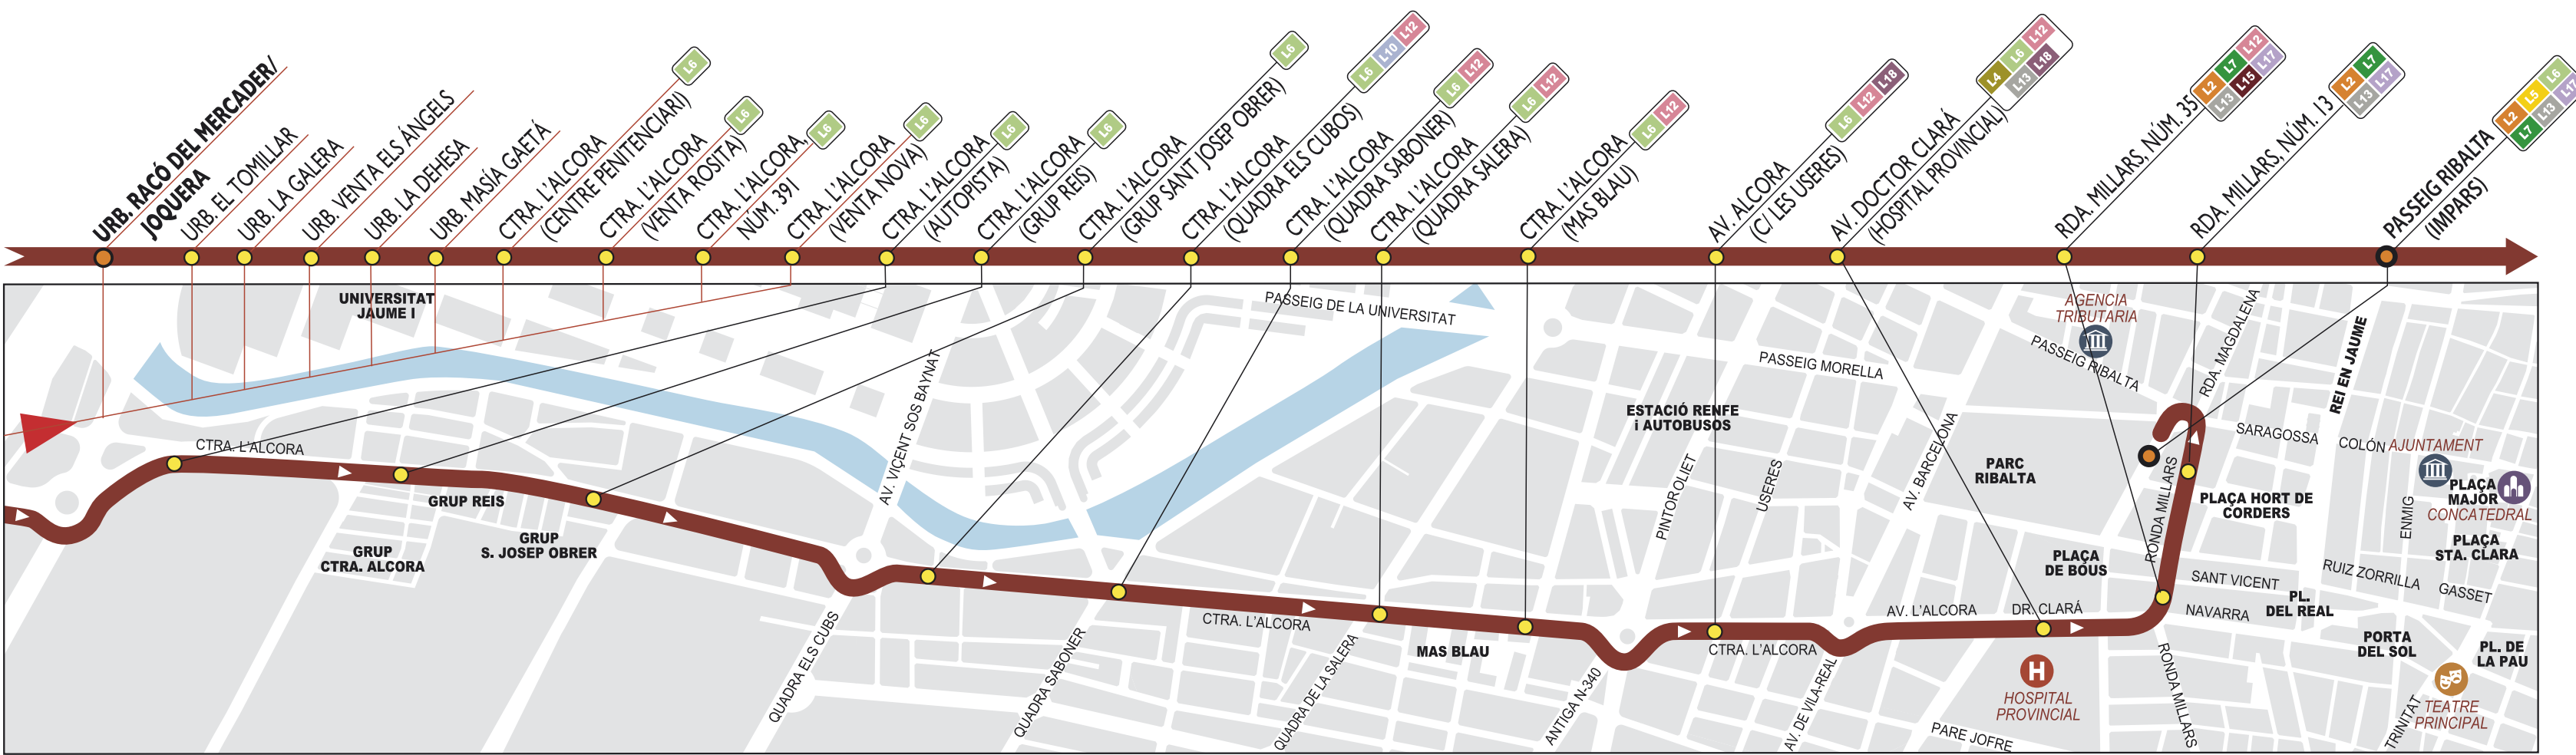 URB. RACÓ DEL MERCADER/
JOQUERA
URB. EL TOMILLAR
URB. LA GALERA
URB. VENTA ELS ÁNGELS
URB. LA DEHESA
URB. MASÍA GAETÁ
CTRA. L'ALCORA
(CENTRE PENITENCIARI)
L6
CTRA. L'ALCORA
(VENTA ROSITA)
L6
CTRA. L'ALCORA,
NÚM. 391
L6
CTRA. L'ALCORA
(VENTA NOVA)
L6
CTRA. L'ALCORA
(AUTOPISTA)
L6
CTRA. L'ALCORA
(GRUP REIS)
L6
CTRA. L'ALCORA
(GRUP SANT JOSEP OBRER)
L6
CTRA. L'ALCORA
(QUADRA ELS CUBOS)
L6 L10 L12
CTRA. L'ALCORA
(QUADRA SABONER)
L6 L12
CTRA. L'ALCORA
(QUADRA SALERA)
L6 L12
CTRA. L'ALCORA
(MAS BLAU)
L6 L12
AV. ALCORA
(C/ LES USERES)
L6 L12 L18
AV. DOCTOR CLARÁ
(HOSPITAL PROVINCIAL)
L4 L6 L12
L13 L18
RDA. MILLARS, NÚM. 35
L2 L7 L12
L13 L15 L17
RDA. MILLARS, NÚM. 13
L2 L7
L13 L17
PASSEIG RIBALTA
(IMPARS)
L2 L5 L6
L7 L13 L17
UNIVERSITAT
JAUME I
PASSEIG DE LA UNIVERSITAT
AGENCIA
TRIBUTARIA
PASSEIG RIBALTA
RDA. MAGDALENA
REI EN JAUME
PASSEIG MORELLA
AV. VIÇENT SOS BAYNAT
ESTACIÓ RENFE
i AUTOBUSOS
AV. BARCELONA
SARAGOSSA
COLÓN
AJUNTAMENT
CTRA. L'ALCORA
PINTOR OLIET
USERES
PARC
RIBALTA
RONDA MILLARS
PLAÇA HORT DE
CORDERS
ENMIG
PLAÇA
MAJOR
CONCATEDRAL
GRUP REIS
GRUP
CTRA. ALCORA
GRUP
S. JOSEP OBRER
PLAÇA
DE BOUS
PLAÇA
STA. CLARA
SANT VICENT
RUIZ ZORRILLA
GASSET
PL.
DEL REAL
NAVARRA
CTRA. L'ALCORA
AV. L'ALCORA
DR. CLARÁ
QUADRA ELS CUBS
QUADRA SABONER
QUADRA DE LA SALERA
MAS BLAU
CTRA. L'ALCORA
ANTIGA N-340
AV. DE VILA-REAL
H
HOSPITAL
PROVINCIAL
PARE JOFRE
RONDA MILLARS
PORTA
DEL SOL
PL. DE
LA PAU
TRINITAT
TEATRE
PRINCIPAL